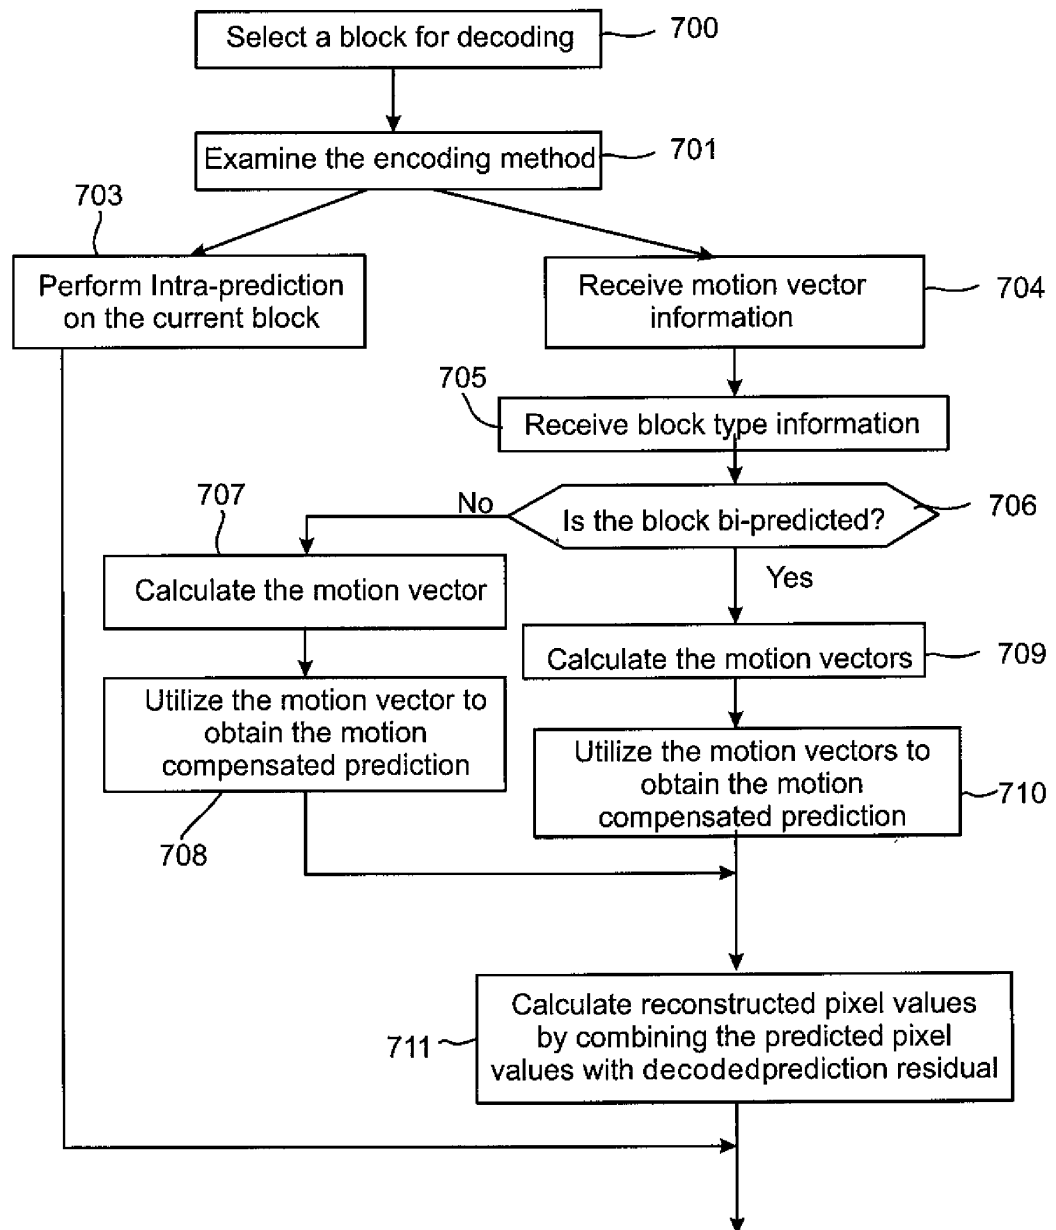 Select a block for decoding
700
Examine the encoding method
701
703
Perform Intra-prediction
on the current block
Receive motion vector
information
704
705
Receive block type information
No
Is the block bi-predicted?
706
707
Yes
Calculate the motion vector
Calculate the motion vectors
709
Utilize the motion vector to
obtain the motion
compensated prediction
708
Utilize the motion vectors to
obtain the motion
compensated prediction
710
Calculate reconstructed pixel values
by combining the predicted pixel
values with decodedprediction residual
711